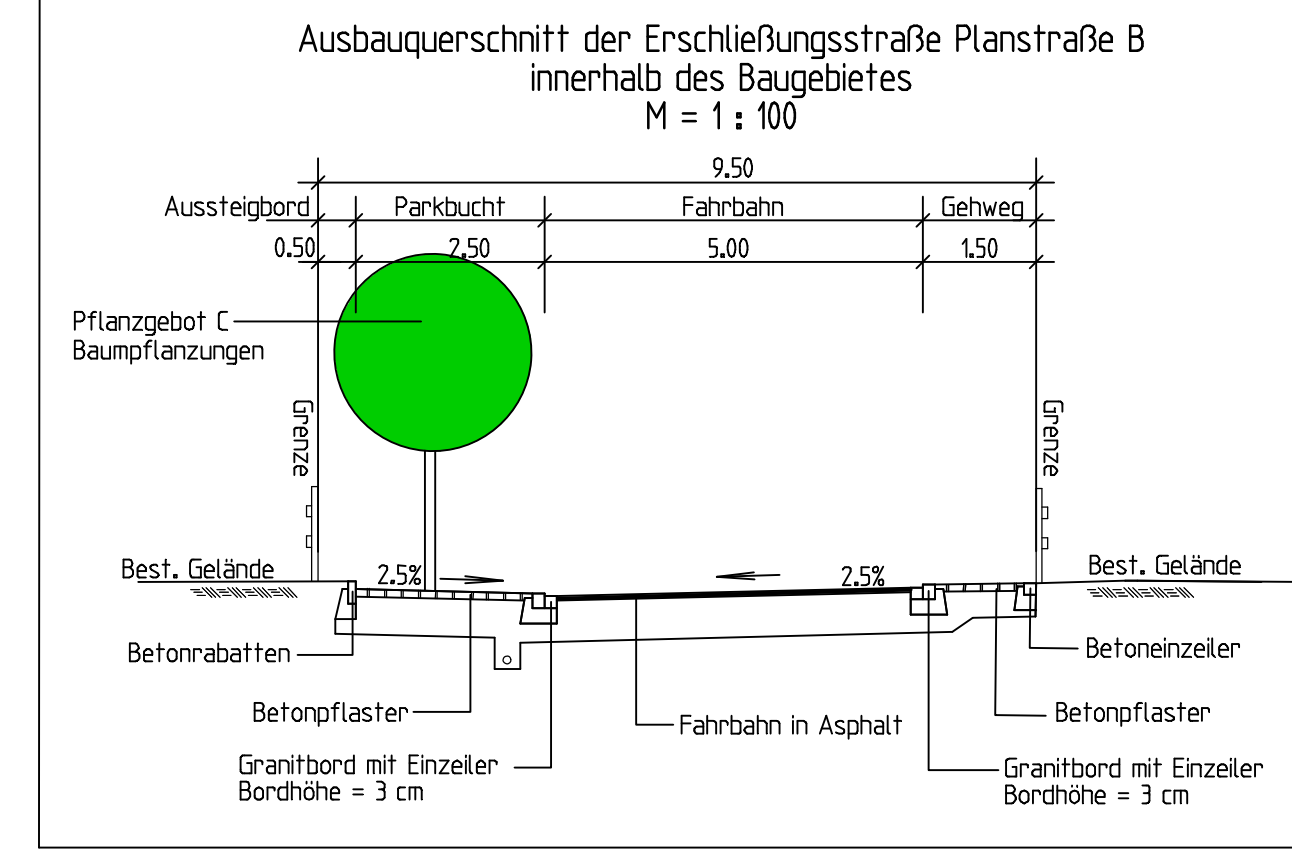 Ausbauquerschnitt der Erschließungsstraße Planstraße B
innerhalb des Baugebietes
M = 1 : 100
9.50
Aussteigbord
Parkbucht
Fahrbahn
Gehweg
0.50
2.50
5.00
1.50
Pflanzgebot C
Baumpflanzungen
Grenze
Grenze
Best. Gelände
2.5%
2.5%
Best. Gelände
Betonrabatten
Betoneinzeiler
Betonpflaster
Fahrbahn in Asphalt
Betonpflaster
Granitbord mit Einzeiler
Bordhöhe = 3 cm
Granitbord mit Einzeiler
Bordhöhe = 3 cm